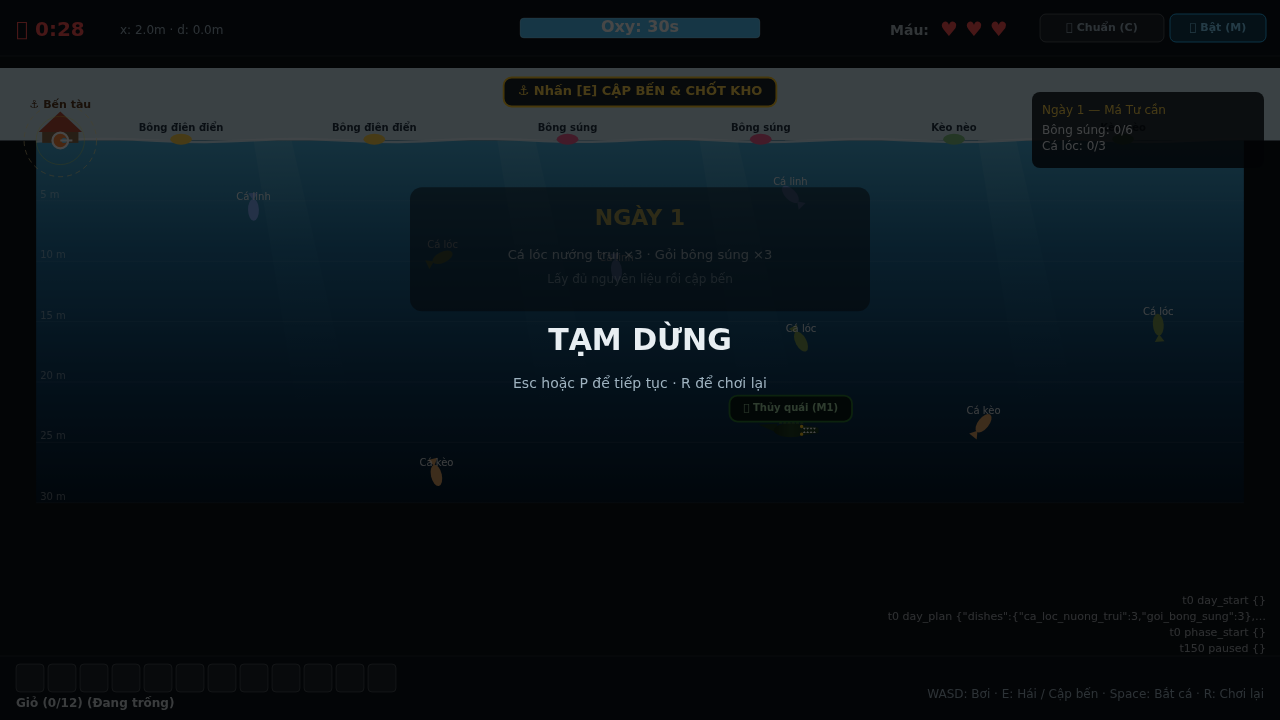 0:28
x: 2.0m · d: 0.0m
Oxy: 30s
Máu:
Chuẩn (C)
Bật (M)
⚓ Nhấn [E] CẬP BẾN & CHỐT KHO
⚓ Bến tàu
Bông điên điển
Bông điên điển
Bông súng
Bông súng
Kèo nèo
Ngày 1 — Má Tư cần
Bông súng: 0/6
Cá lóc: 0/3
5 m
Cá linh
Cá linh
NGÀY 1
10 m
Cá lóc
Cá lóc nướng trui ×3 · Gỏi bông súng ×3
Lấy đủ nguyên liệu rồi cập bến
15 m
Cá lóc
Cá lóc
TẠM DỪNG
20 m
Esc hoặc P để tiếp tục · R để chơi lại
Thủy quái (M1)
Cá kèo
25 m
Cá kèo
30 m
t0 day_start {}
t0 day_plan {"dishes":{"ca_loc_nuong_trui":3,"goi_bong_sung":3},...
t0 phase_start {}
t150 paused {}
Giỏ (0/12) (Đang trống)
WASD: Bơi · E: Hái / Cập bến · Space: Bắt cá · R: Chơi lại